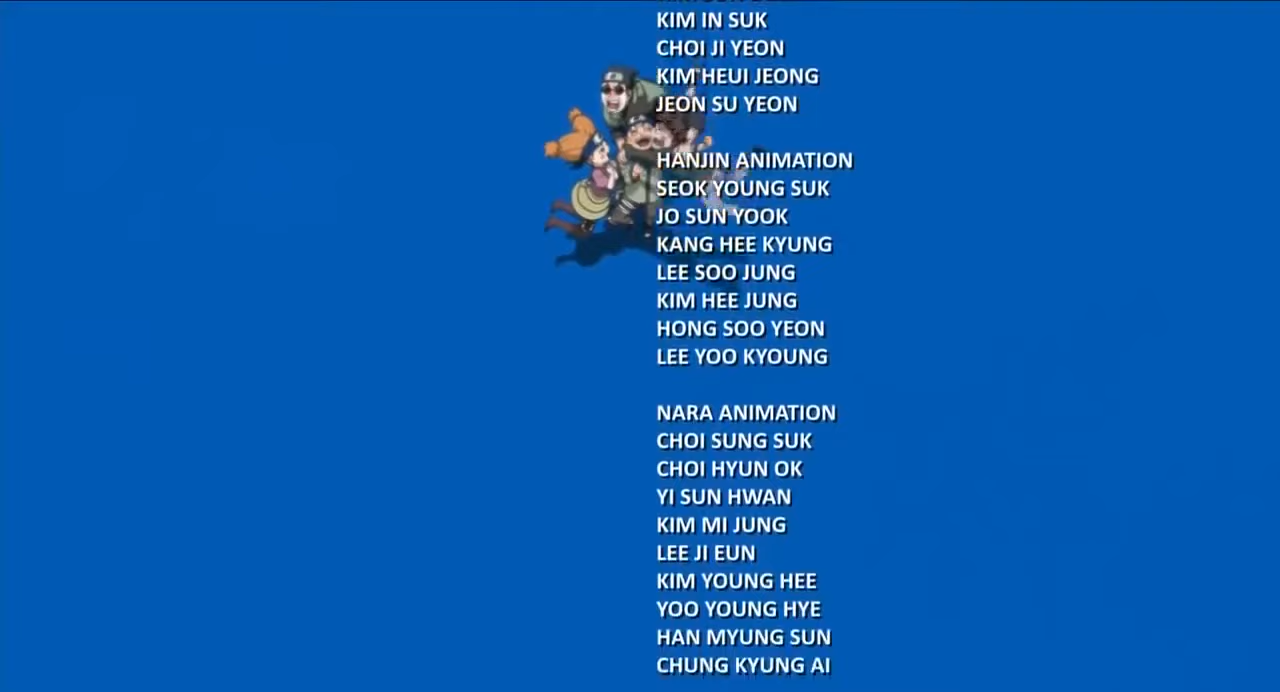 KIM IN SUK
CHOI JI YEON
KIM HEUI JEONG
JEON SU YEON
HANJIN ANIMATION
SEOK YOUNG SUK
JO SUN YOOK
KANG HEE KYUNG
LEE SOO JUNG
KIM HEE JUNG
HONG SOO YEON
LEE YOO KYOUNG
NARA ANIMATION
CHOI SUNG SUK
CHOI HYUN OK
YI SUN HWAN
KIM MI JUNG
LEE JI EUN
KIM YOUNG HEE
YOO YOUNG HYE
HAN MYUNG SUN
CHUNG KYUNG AI